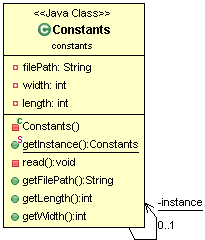 <<Java Class>>
C Constants
constants
filePath: String
width: int
length: int
C Constants()
S getInstance():Constants
read():void
getFilePath():String
getLength():int
getWidth():int
-instance
0..1